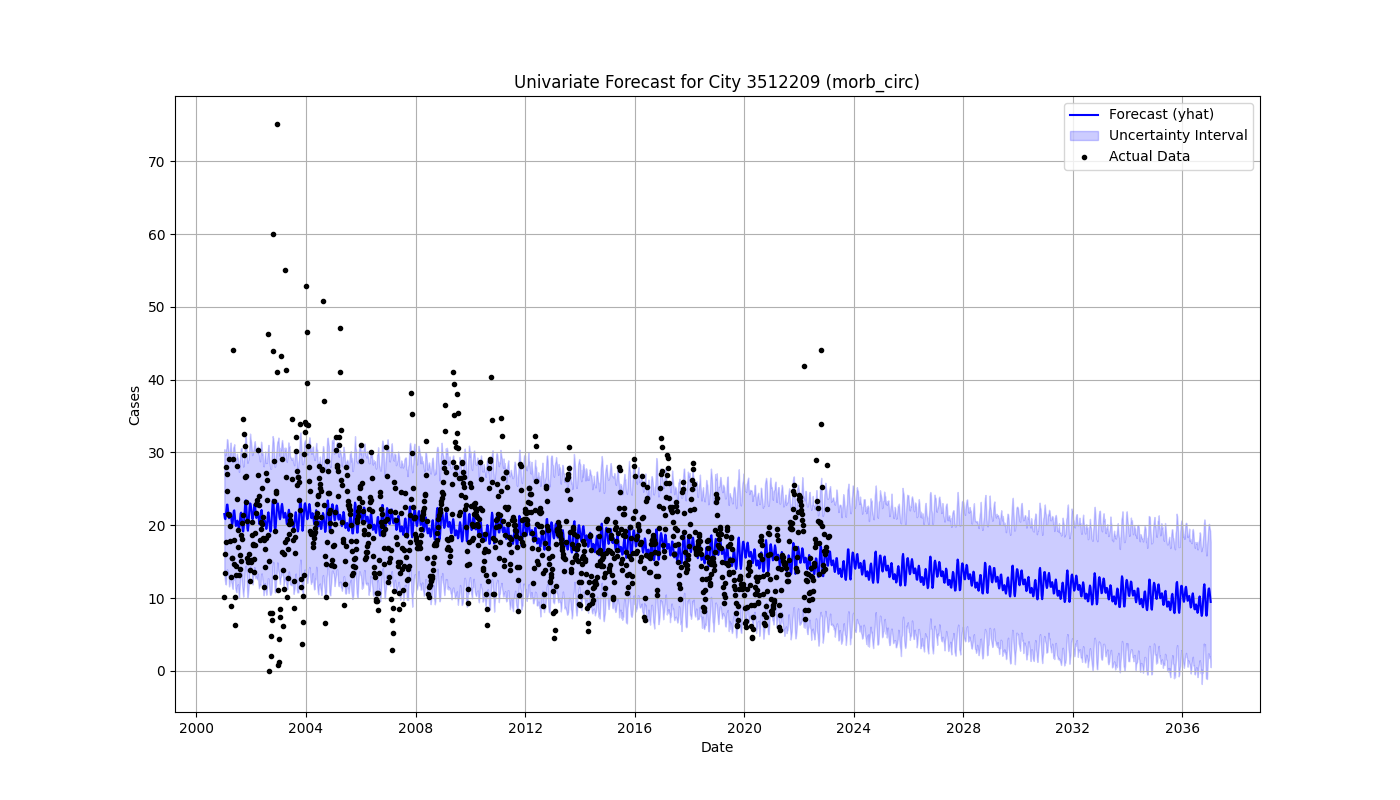 Univariate Forecast for City 3512209 (morb_circ)
Forecast (yhat)
Uncertainty Interval
Actual Data
Cases
70
60
50
40
30
20
10
0
2000 2004 2008 2012 2016 2020 2024 2028 2032 2036
Date